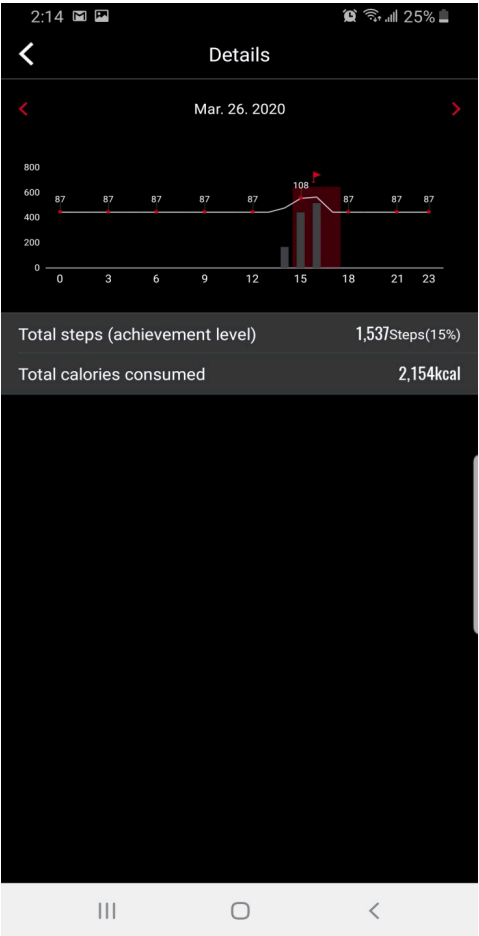 2:14 25%
Details
Mar. 26. 2020
800
600
400
200
0
87 87 87 87 87 108 87 87 87
0 3 6 9 12 15 18 21 23
Total steps (achievement level) 1,537Steps(15%)
Total calories consumed 2,154kcal